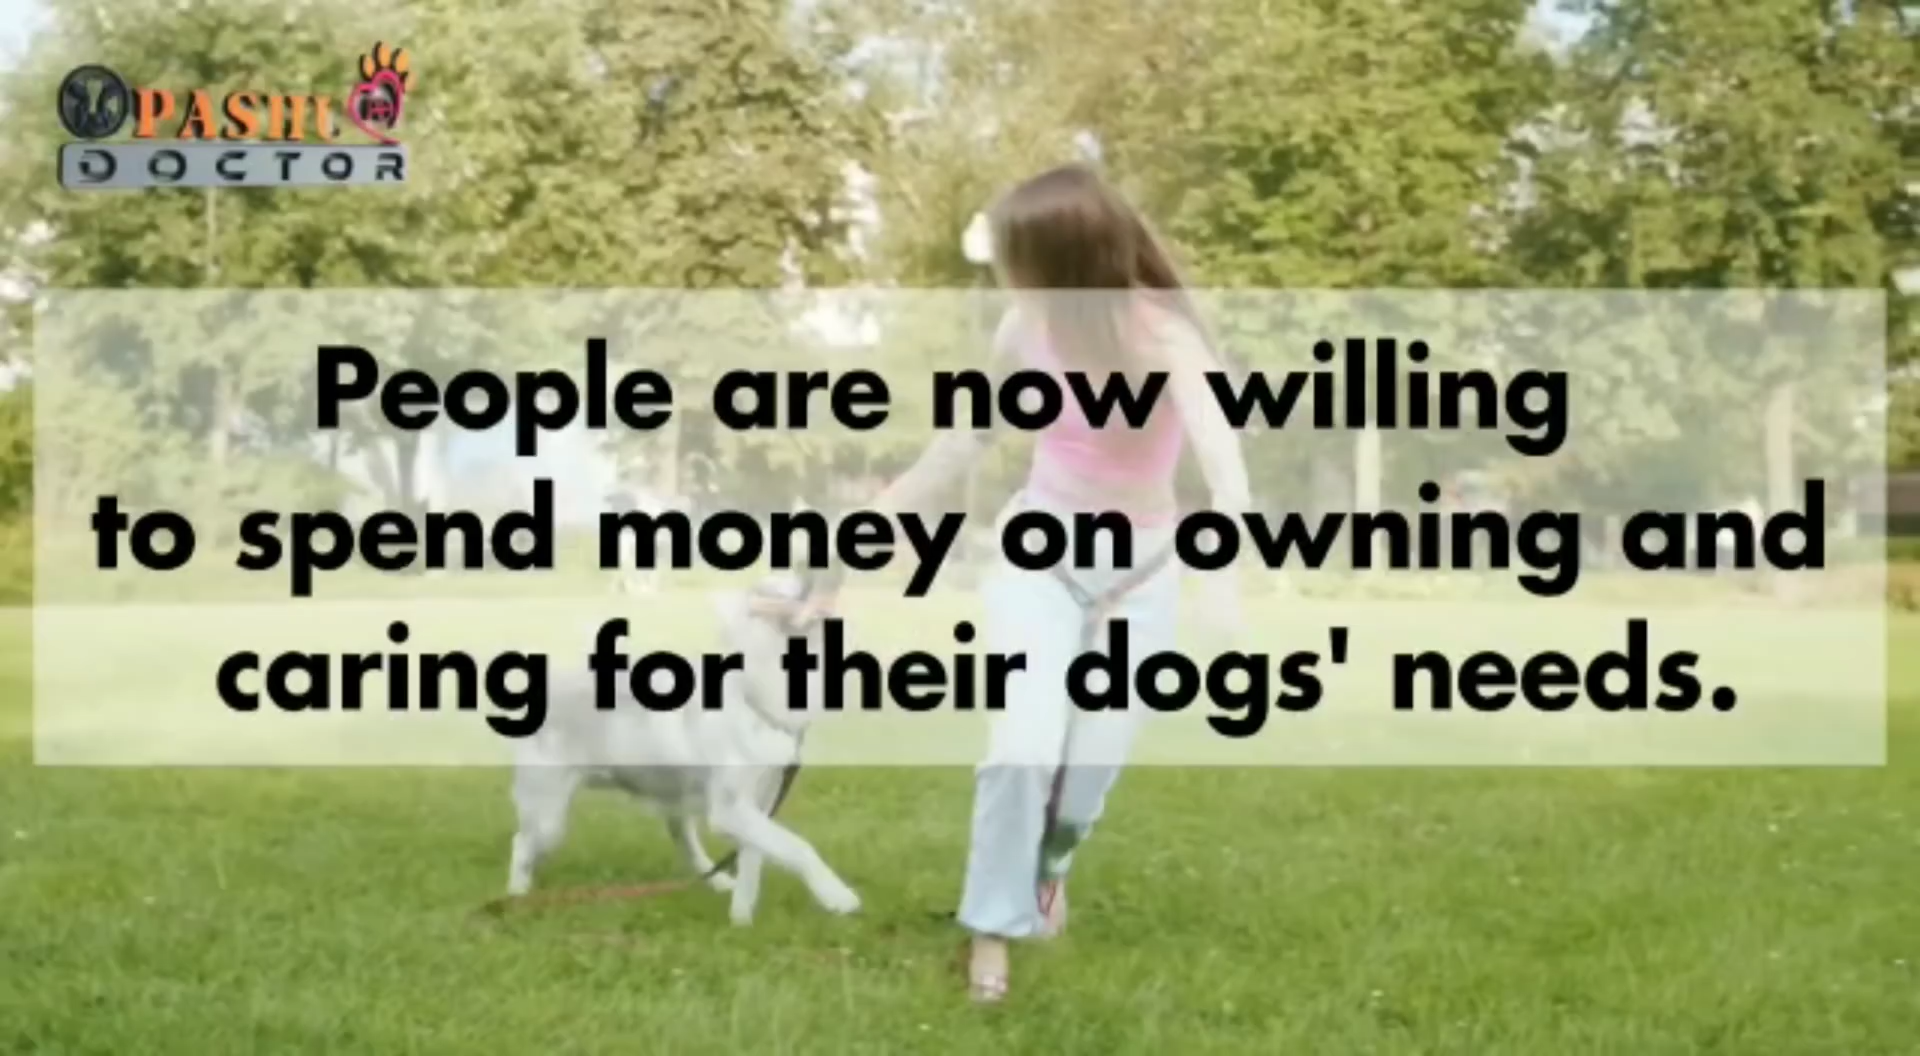 PASHU
DOCTOR
People are now willing
to spend money on owning and
caring for their dogs' needs.